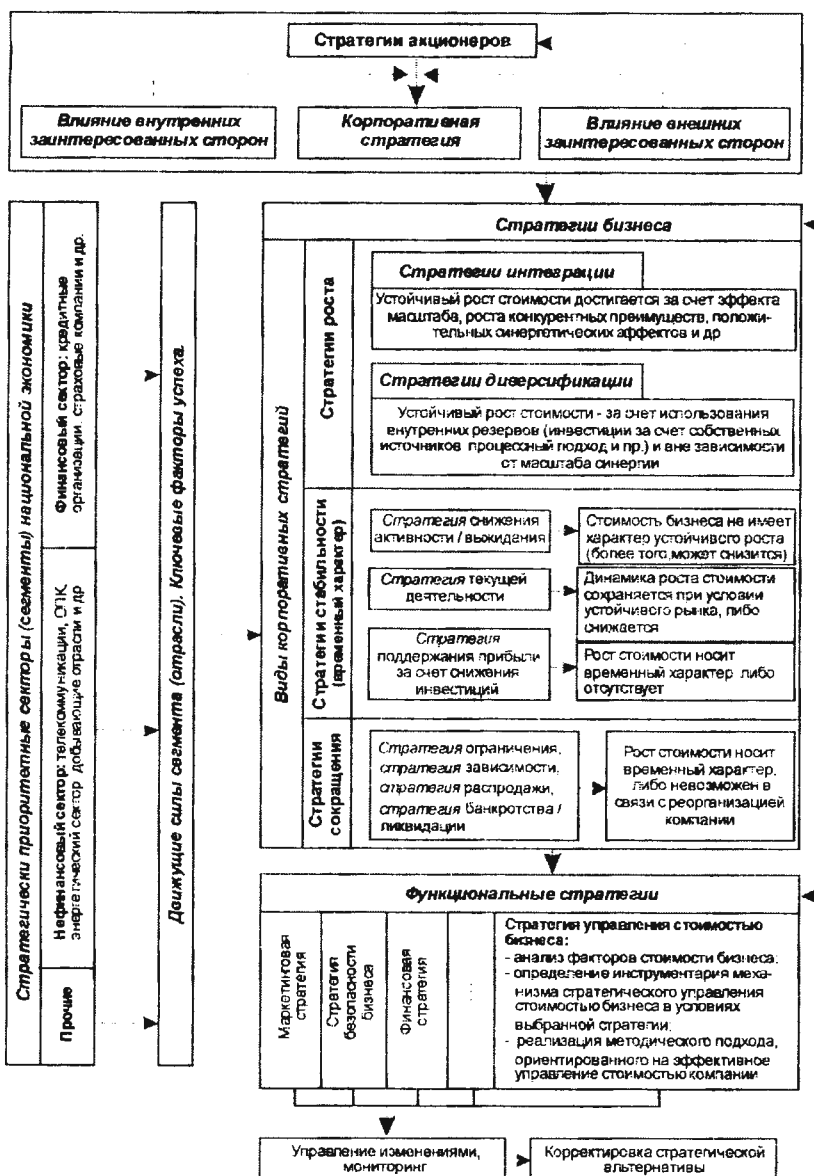 Стратегии акционеров
Влияние внутренних
заинтересованных сторон
Корпоративная
стратегия
Влияние внешних
заинтересованных сторон
Стратегически приоритетные секторы (сегменты) национальной экономики
Финансовый сектор: кредитные
организации, страховые компании и др.
Нефинансовый сектор: телекоммуникации, ОПК,
энергетический сектор, добывающие отрасли и др
Прочие
Движущие силы сегмента (отрасли). Ключевые факторы успеха.
Стратегии бизнеса
Виды корпоративных стратегий
Стратегии роста
Стратегии интеграции
Устойчивый рост стоимости достигается за счет эффекта
масштаба, роста конкурентных преимуществ, положи-
тельных синергетических аффектов и др
Стратегии диверсификации
Устойчивый рост стоимости - за счет использования
внутренних резервов (инвестиции за счет собственных
источников процессный подход и пр.) и вне зависимости
от масштаба синергии
Стратегии стабильности
(временный характер)
Стратегия снижения
активности / выжидания
Стоимость бизнеса не имеет
характер устойчивого роста
(более того, может снизится)
Стратегия текущей
деятельности
Динамика роста стоимости
сохраняется при условии
устойчивого рынка, либо
снижается
Стратегия
поддержания прибыли
за счет снижения
инвестиций
Рост стоимости носит
временный характер либо
отсутствует
Стратегии
сокращения
Стратегия ограничения,
стратегия зависимости,
стратегия распродажи,
стратегия банкротства /
ликвидации
Рост стоимости носит
временный характер,
либо невозможен в
связи с реорганизацией
компании
Функциональные стратегии
Маркетинговая
стратегия
Стратегия
безопасности
бизнеса
Финансовая
стратегия
Стратегия управления стоимостью
бизнеса:
- анализ факторов стоимости бизнеса;
- определение инструментария меха-
низма стратегического управления
стоимостью бизнеса в условиях
выбранной стратегии;
- реализация методического подхода,
ориентированного на эффективное
управление стоимостью компании
Управление изменениями,
мониторинг
Корректировка стратегической
альтернативы